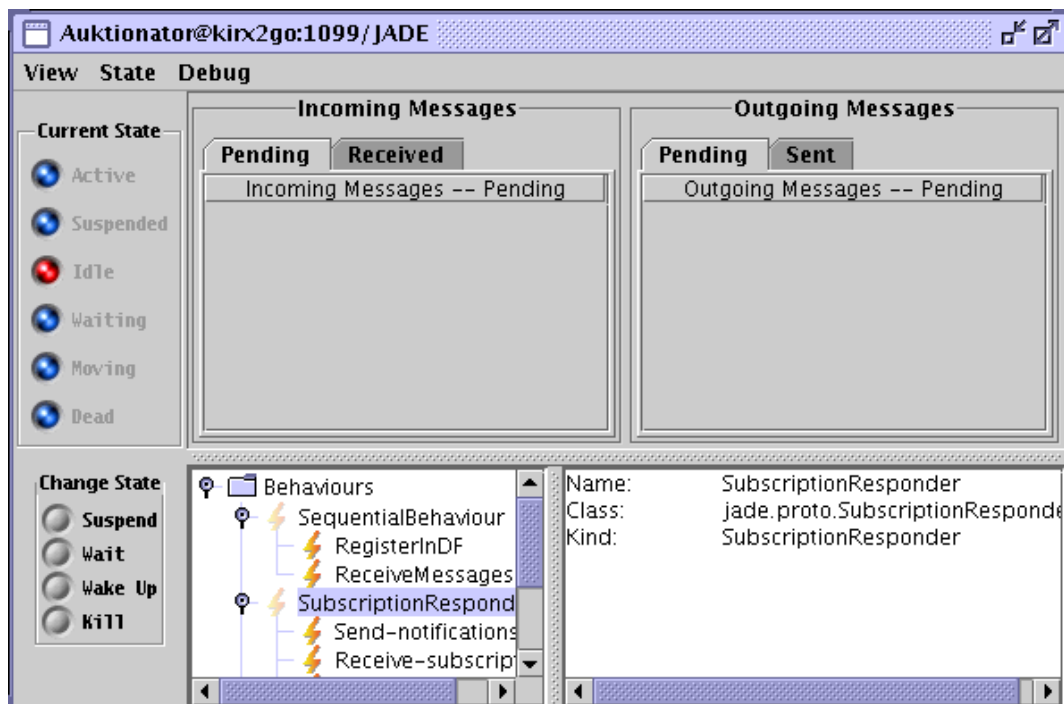 Auktionator@kirx2go:1099/JADE
View State Debug
Current State
Active
Suspended
Idle
Waiting
Moving
Dead
Incoming Messages
Pending Received
Incoming Messages -- Pending
Outgoing Messages
Pending Sent
Outgoing Messages -- Pending
Change State
Suspend
Wait
Wake Up
Kill
Behaviours
SequentialBehaviour
RegisterInDF
ReceiveMessages
SubscriptionRespond
Send-notifications
Receive-subscrip
Name: SubscriptionResponder
Class: jade.proto.SubscriptionResponde
Kind: SubscriptionResponder